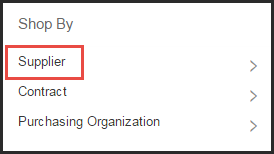 Shop By
Supplier
Contract
Purchasing Organization